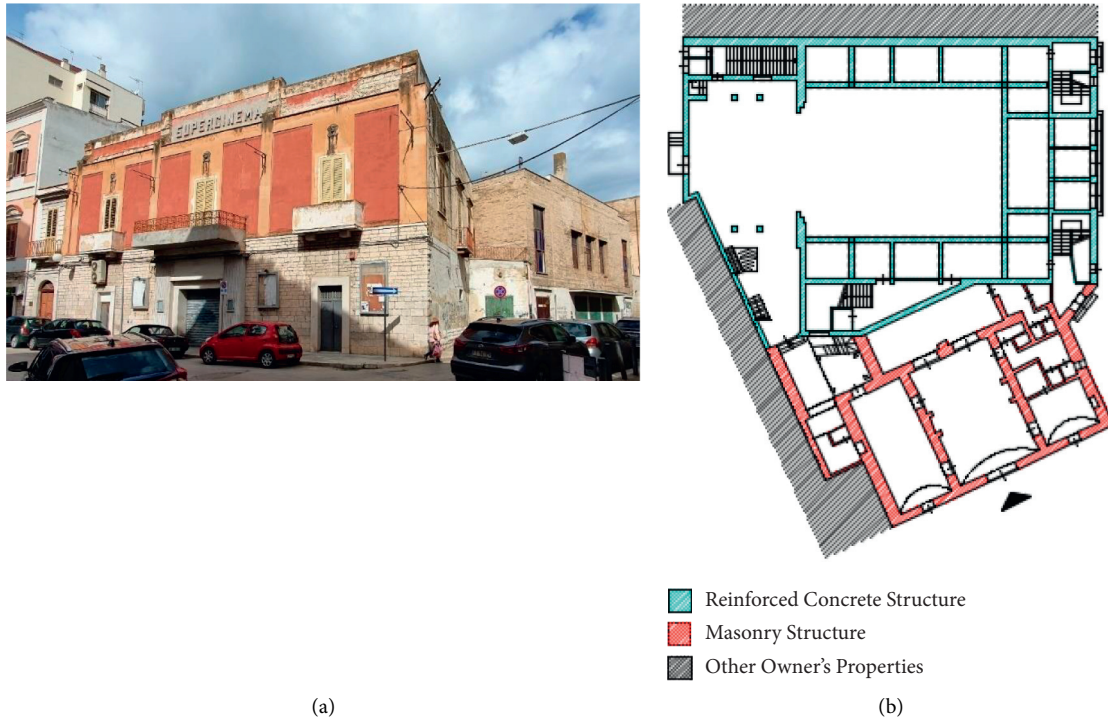 SUPERCINEMA
Reinforced Concrete Structure
Masonry Structure
Other Owner's Properties
(a)
(b)